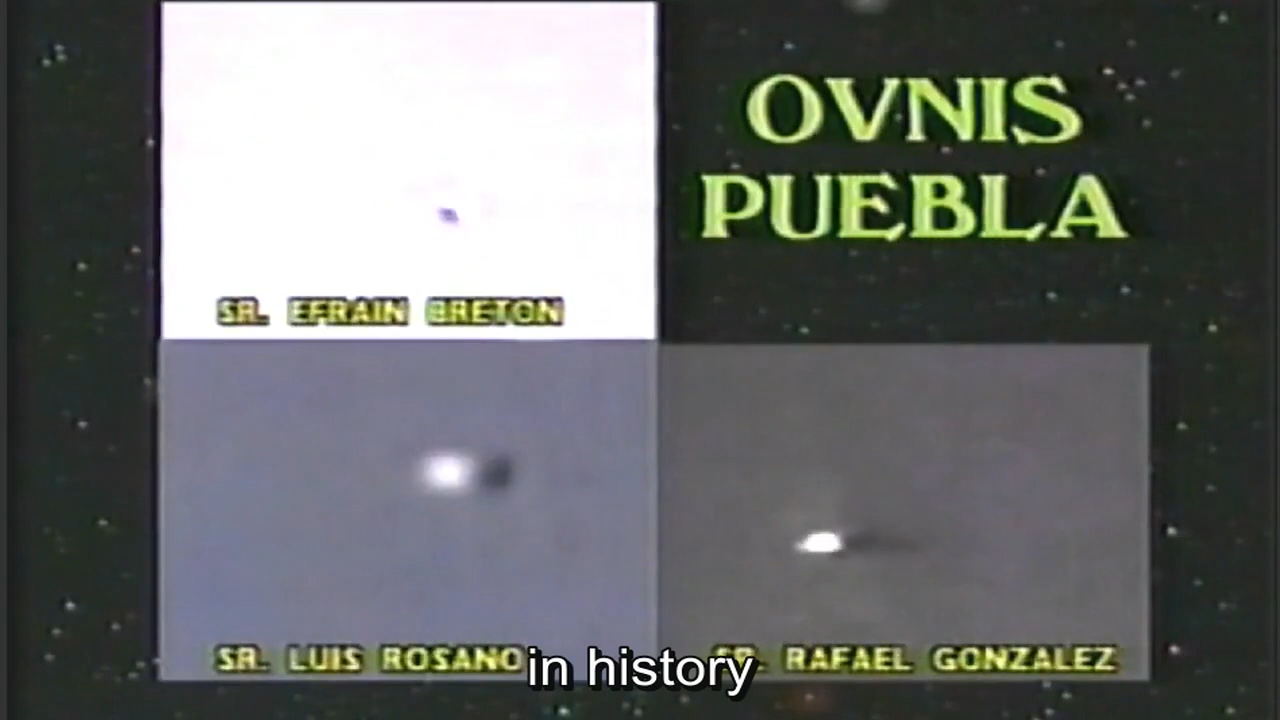 OVNIS
PUEBLA
SR. EFRAIN BRETON
SR. LUIS ROSANO
SR. RAFAEL GONZALEZ
in history